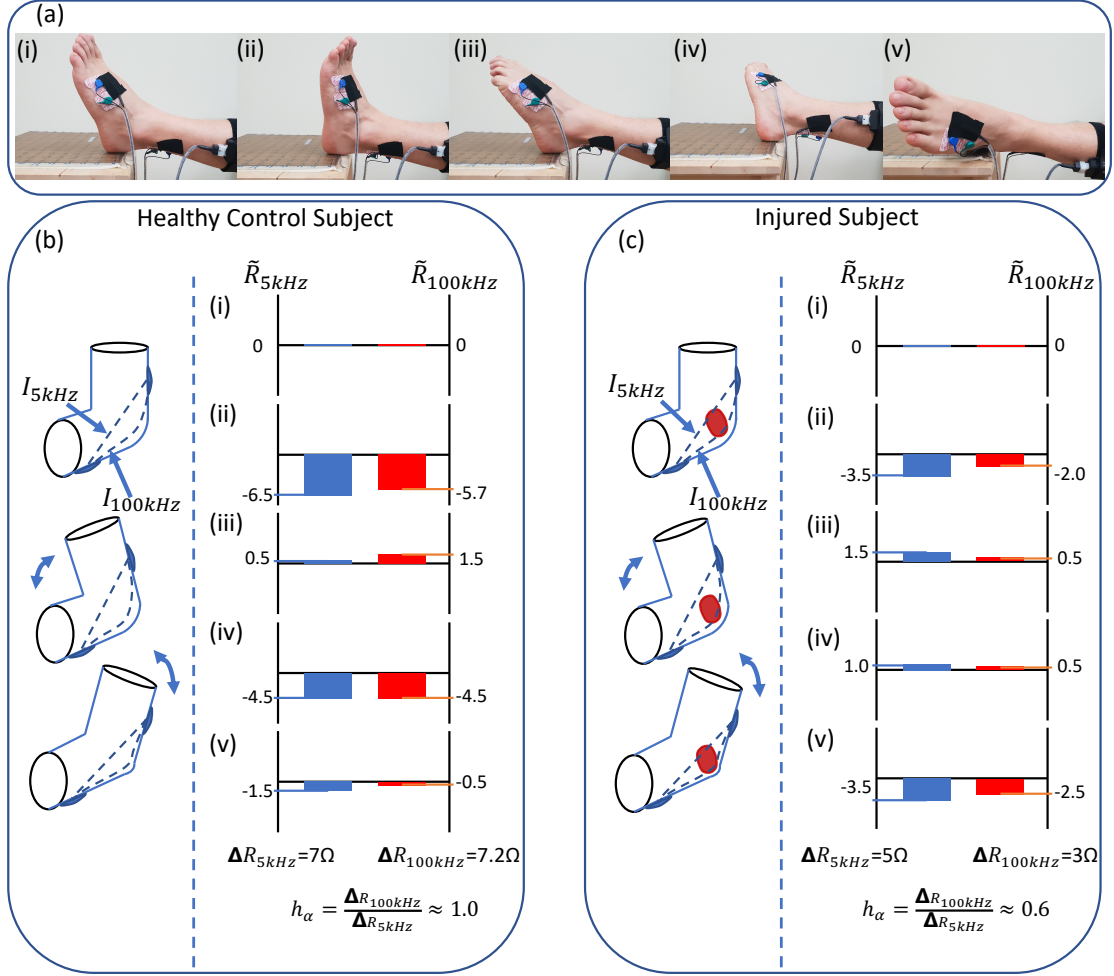 (a)
(i) (ii) (iii) (iv) (v)
Healthy Control Subject
(b)
R̃5kHz R̃100kHz
(i)
0 0
I5kHz
(ii)
-6.5 -5.7
I100kHz
(iii)
0.5 1.5
(iv)
-4.5 -4.5
(v)
-1.5 -0.5
ΔR5kHz=7Ω ΔR100kHz=7.2Ω
hα = ΔR100kHz / ΔR5kHz ≈ 1.0
Injured Subject
(c)
R̃5kHz R̃100kHz
(i)
0 0
I5kHz
(ii)
-3.5 -2.0
I100kHz
(iii)
1.5 0.5
(iv)
1.0 0.5
(v)
-3.5 -2.5
ΔR5kHz=5Ω ΔR100kHz=3Ω
hα = ΔR100kHz / ΔR5kHz ≈ 0.6